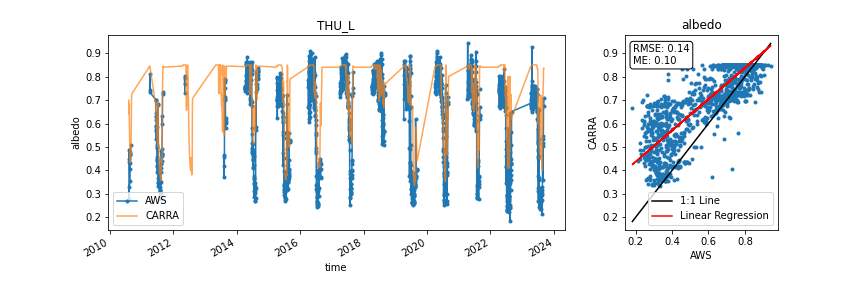 THU_L
albedo
0.9
0.8
0.7
0.6
0.5
0.4
0.3
0.2
AWS
CARRA
2010
2012
2014
2016
2018
2020
2022
2024
time
albedo
RMSE: 0.14
ME: 0.10
0.9
0.8
0.7
0.6
0.5
0.4
0.3
0.2
CARRA
1:1 Line
Linear Regression
0.2 0.4 0.6 0.8
AWS